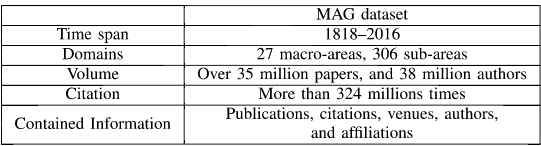 MAG dataset
Time span 1818–2016
Domains 27 macro-areas, 306 sub-areas
Volume Over 35 million papers, and 38 million authors
Citation More than 324 millions times
Contained Information Publications, citations, venues, authors,
and affiliations